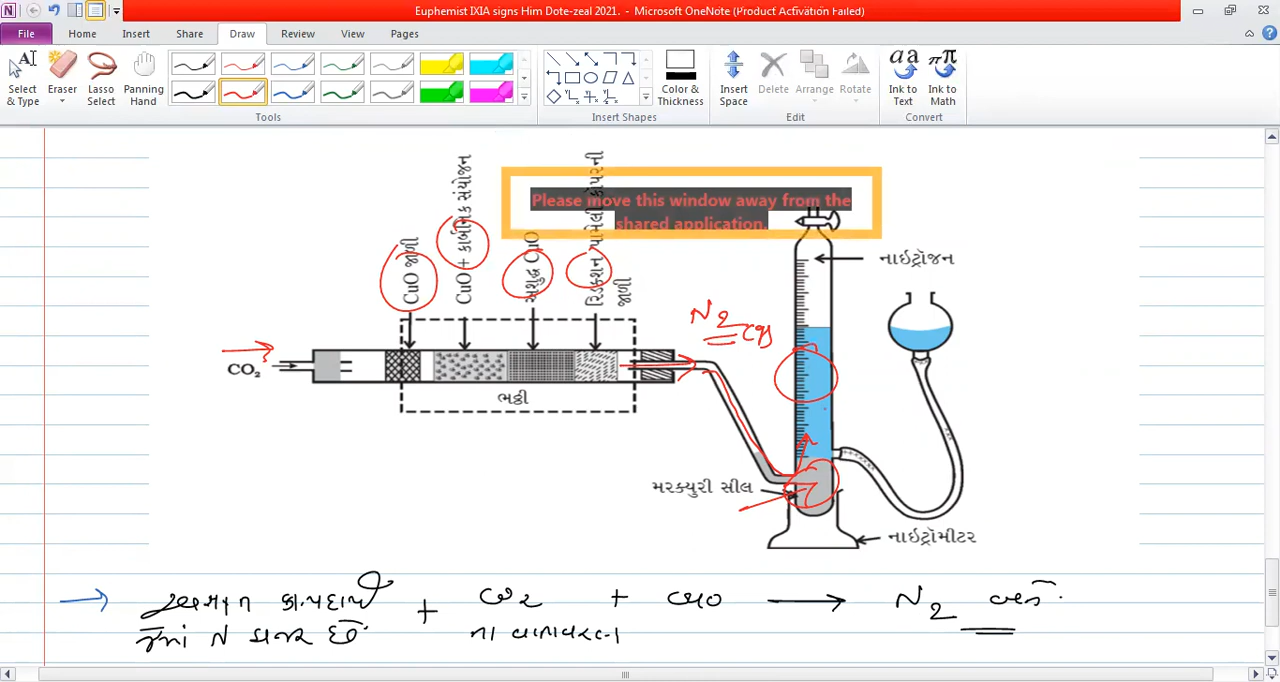 Euphemist IXIA signs Him Dote-zeal 2021. - Microsoft OneNote (Product Activation Failed)
File Home Insert Share Draw Review View Pages
Select & Type
Eraser
Lasso Select
Panning Hand
Color & Thickness
Insert Space
Delete
Arrange
Rotate
Ink to Text
Ink to Math
Tools
Insert Shapes
Edit
Convert
Please move this window away from the
shared application.
CuO જાળી
CuO + કાર્બનિક સંયોજન
અશુદ્ધ CuO
રિડક્શન પામેલી કોપરની
જાળી
નાઈટ્રોજન
N2
CO2
ભઠ્ઠી
મરક્યુરી સીલ
નાઈટ્રૉમીટર
+ CO2 + CuO → N2
N હાજર
ના વાતાવરણ